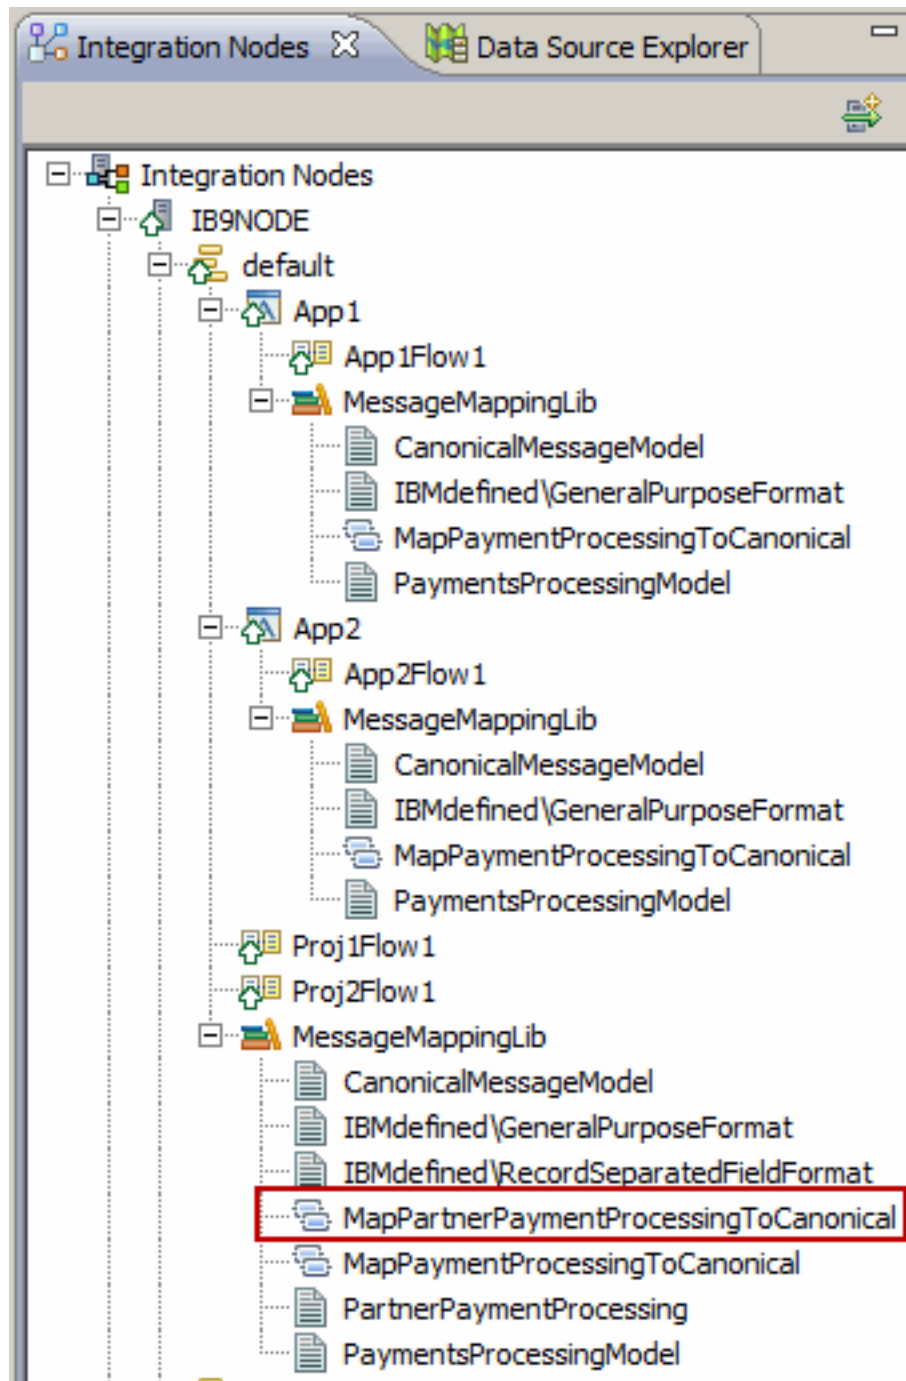 Integration Nodes Data Source Explorer
Integration Nodes
IB9NODE
default
App1
App1Flow1
MessageMappingLib
CanonicalMessageModel
IBMdefined\GeneralPurposeFormat
MapPaymentProcessingToCanonical
PaymentsProcessingModel
App2
App2Flow1
MessageMappingLib
CanonicalMessageModel
IBMdefined\GeneralPurposeFormat
MapPaymentProcessingToCanonical
PaymentsProcessingModel
Proj1Flow1
Proj2Flow1
MessageMappingLib
CanonicalMessageModel
IBMdefined\GeneralPurposeFormat
IBMdefined\RecordSeparatedFieldFormat
MapPartnerPaymentProcessingToCanonical
MapPaymentProcessingToCanonical
PartnerPaymentProcessing
PaymentsProcessingModel